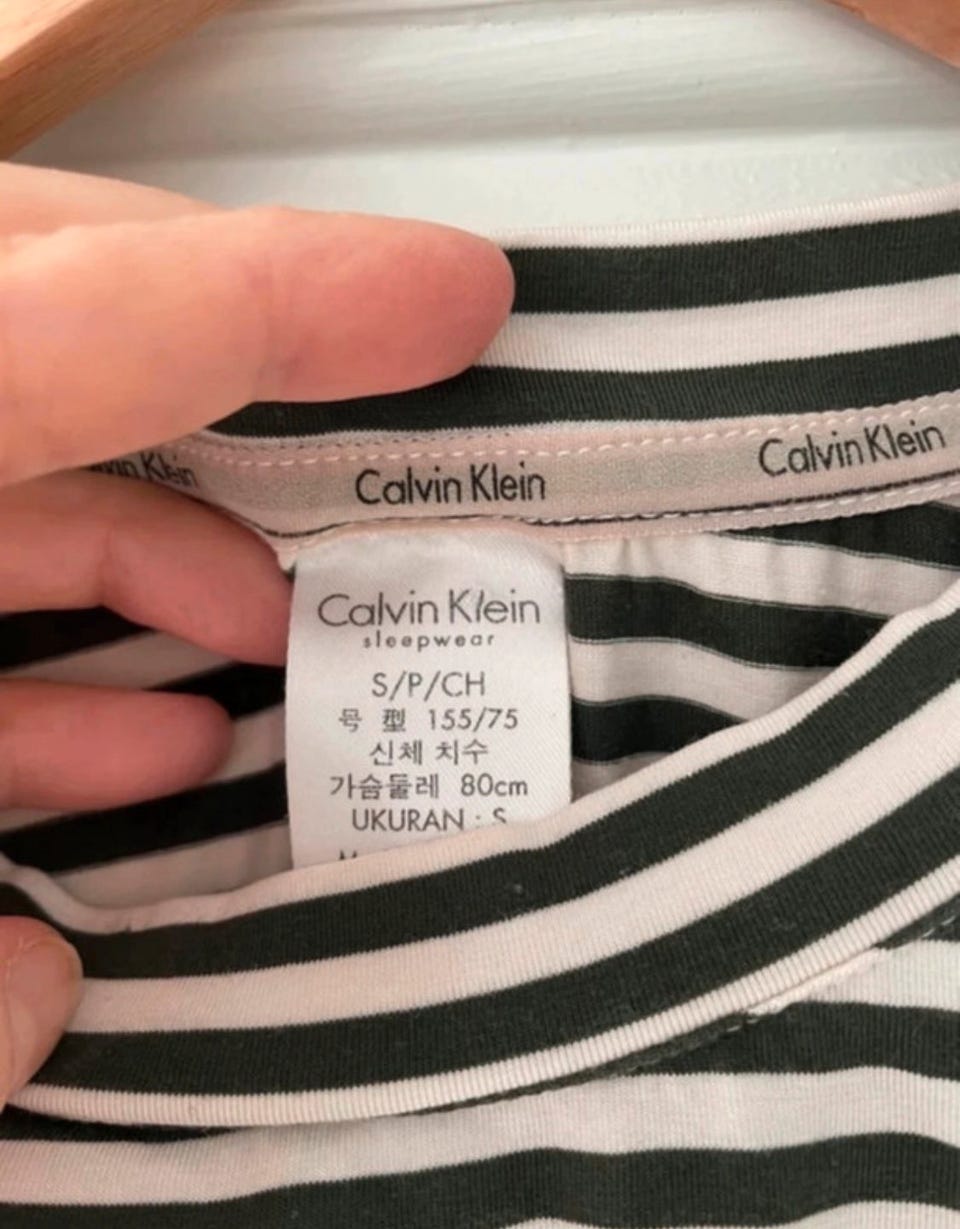 Calvin Klein
Calvin Klein
Calvin Klein
Calvin Klein
sleepwear
S/P/CH
号 型 155/75
신체 치수
가슴둘레 80cm
UKURAN : S